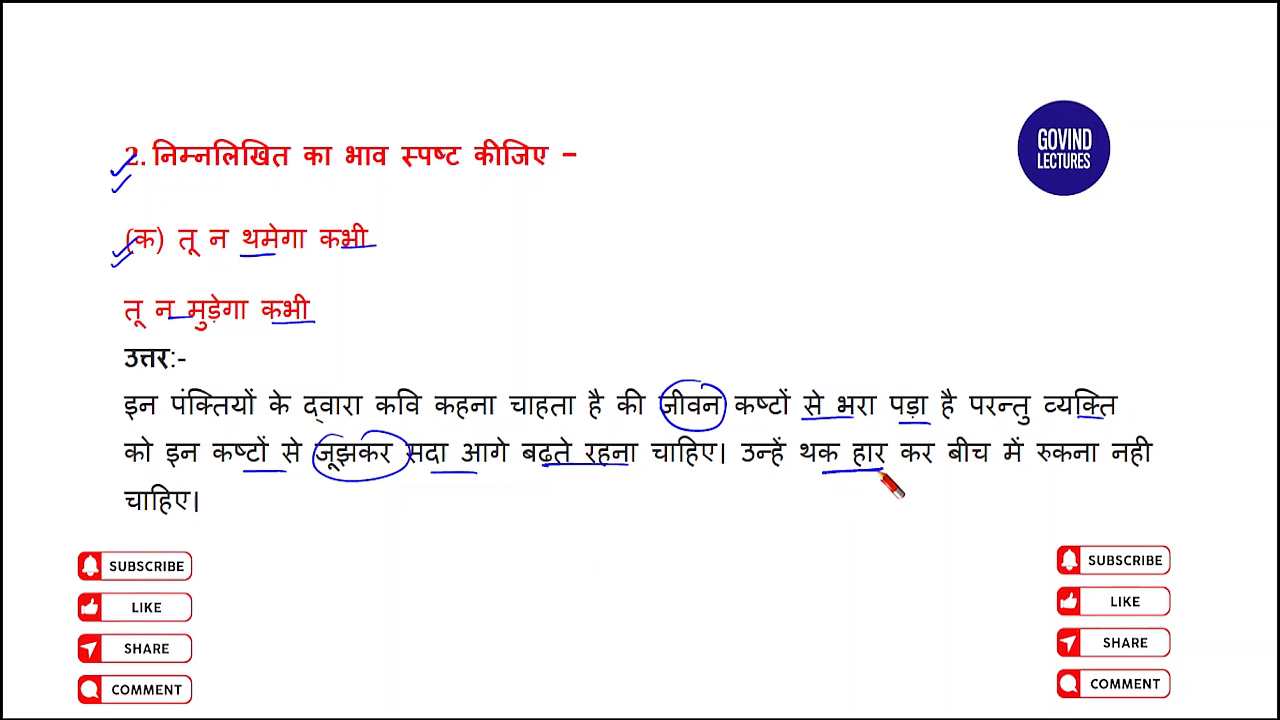 GOVIND
LECTURES
2. निम्नलिखित का भाव स्पष्ट कीजिए –
(क) तू न थमेगा कभी
तू न मुड़ेगा कभी
उत्तर:-
इन पंक्तियों के द्वारा कवि कहना चाहता है की जीवन कष्टों से भरा पड़ा है परन्तु व्यक्ति
को इन कष्टों से जूझकर सदा आगे बढ़ते रहना चाहिए। उन्हें थक हार कर बीच में रुकना नही
चाहिए।
SUBSCRIBE
LIKE
SHARE
COMMENT
SUBSCRIBE
LIKE
SHARE
COMMENT